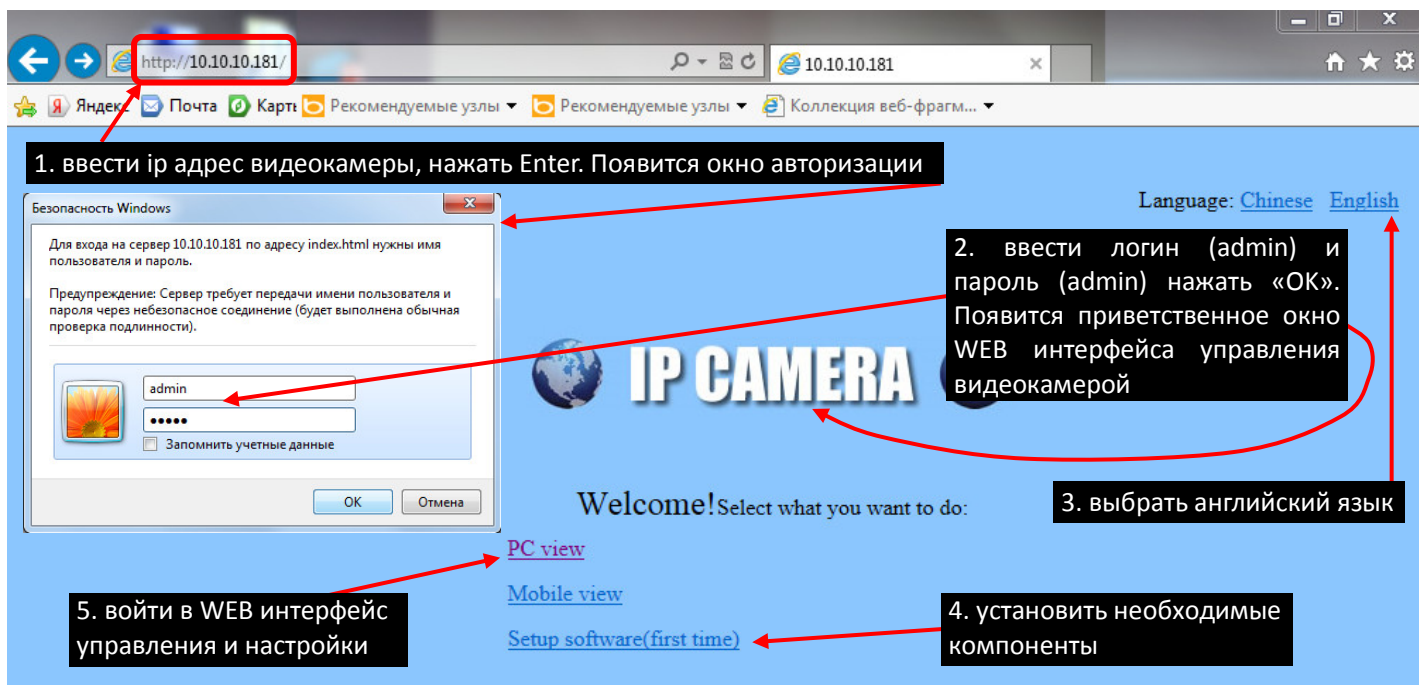 http://10.10.10.181/
10.10.10.181
Почта
Рекомендуемые узлы
Рекомендуемые узлы
Коллекция веб-фрагм...
1. ввести ip адрес видеокамеры, нажать Enter. Появится окно авторизации
Language: Chinese English
Безопасность Windows
Для входа на сервер 10.10.10.181 по адресу index.html нужны имя
пользователя и пароль.
Предупреждение: Сервер требует передачи имени пользователя и
пароля через небезопасное соединение (будет выполнена обычная
проверка подлинности).
admin
•••••
Запомнить учетные данные
OK Отмена
2. ввести логин (admin) и
пароль (admin) нажать «ОК».
Появится приветственное окно
WEB интерфейса управления
видеокамерой
IP CAMERA
3. выбрать английский язык
Welcome!Select what you want to do:
PC view
Mobile view
Setup software(first time)
5. войти в WEB интерфейс
управления и настройки
4. установить необходимые
компоненты